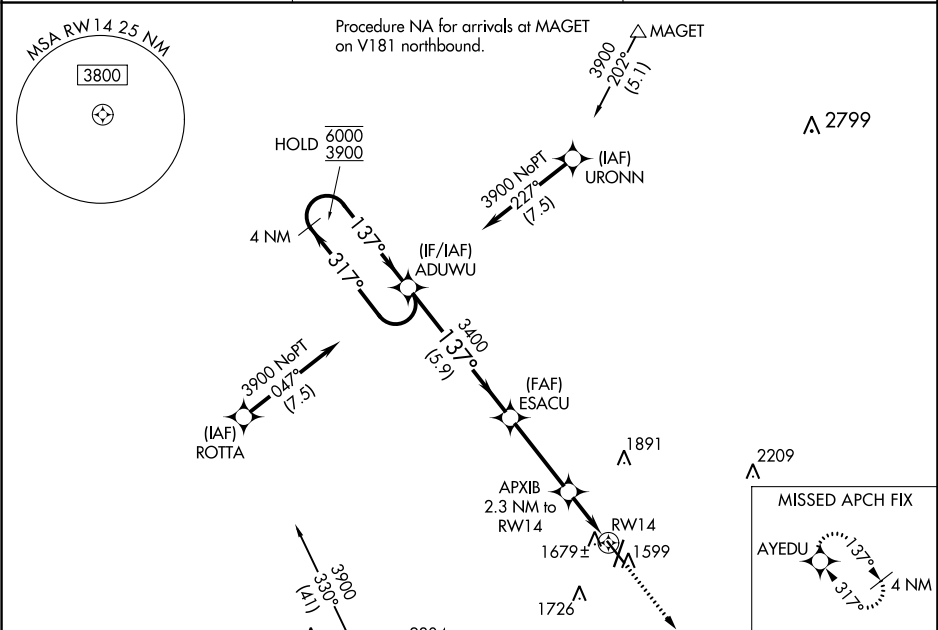 MSA RW14 25 NM
3800
Procedure NA for arrivals at MAGET
on V181 northbound.
MAGET
3900
202°
(5.1)
2799
HOLD
6000
3900
(IAF)
URONN
3900 NoPT
227°
(7.5)
4 NM
137°
317°
(IF/IAF)
ADUWU
3400
137°
(5.9)
3900 NoPT
047°
(7.5)
(IAF)
ROTTA
(FAF)
ESACU
1891
2209
APXIB
2.3 NM to
RW14
RW14
1679±
1599
1726
3900
330°
(41)
MISSED APCH FIX
AYEDU
137°
317°
4 NM